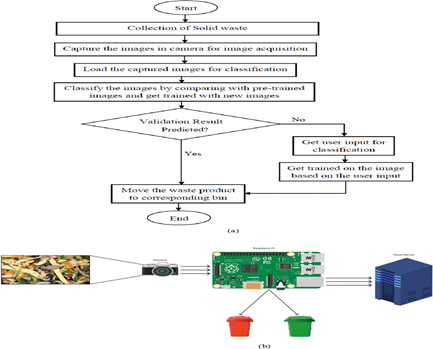 Start
Collection of Solid waste
Capture the images in camera for image acquisition
Load the captured images for classification
Classify the images by comparing with pre-trained
images and get trained with new images
Validation Result
Predicted?
No
Yes
Get user input for
classification
Get trained on the image
based on the user input
Move the waste product
to corresponding bin
End
(a)
Camera
Raspberry Pi
Cloud Server
(b)